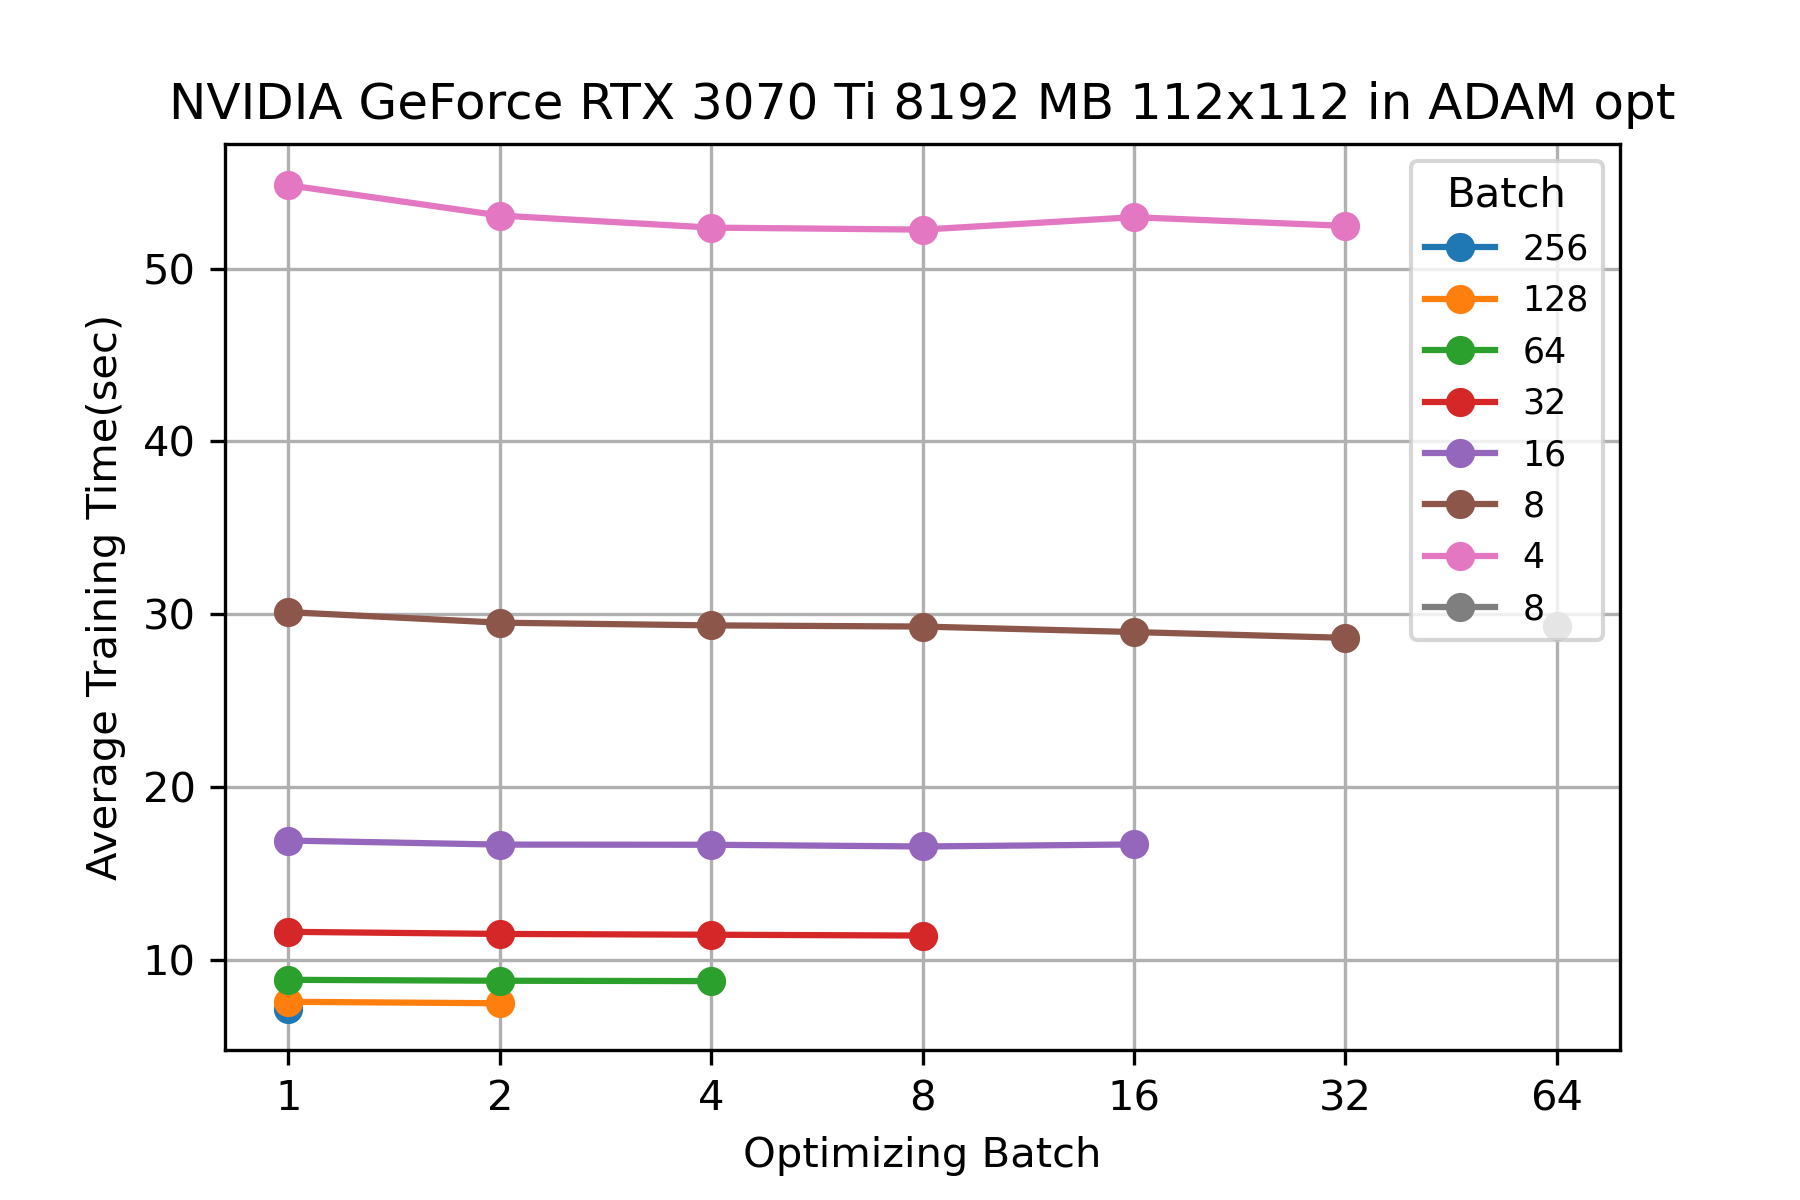 NVIDIA GeForce RTX 3070 Ti 8192 MB 112x112 in ADAM opt
Average Training Time(sec)
50
40
30
20
10
Batch
256
128
64
32
16
8
4
8
1 2 4 8 16 32 64
Optimizing Batch